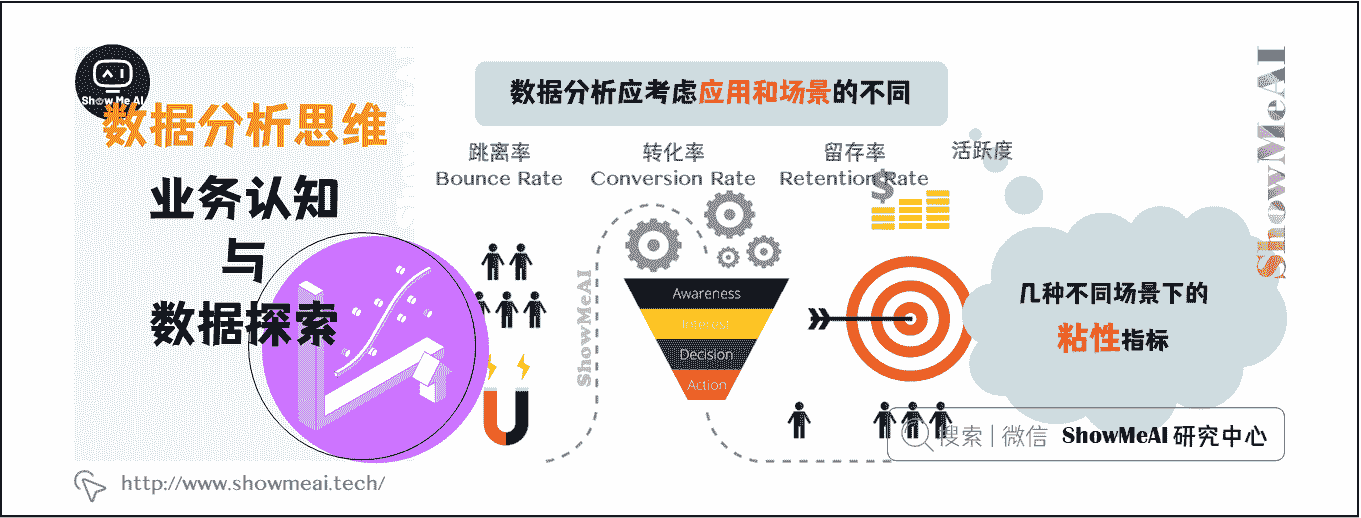 Show Me AI
数据分析思维
业务认知
与
数据探索
http://www.showmeai.tech/
数据分析应考虑应用和场景的不同
跳离率
Bounce Rate
转化率
Conversion Rate
留存率
Retention Rate
活跃度
$
ShowMeAI
Awareness
Interest
Decision
Action
几种不同场景下的
粘性指标
ShowMeAI
搜索 | 微信 ShowMeAI 研究中心